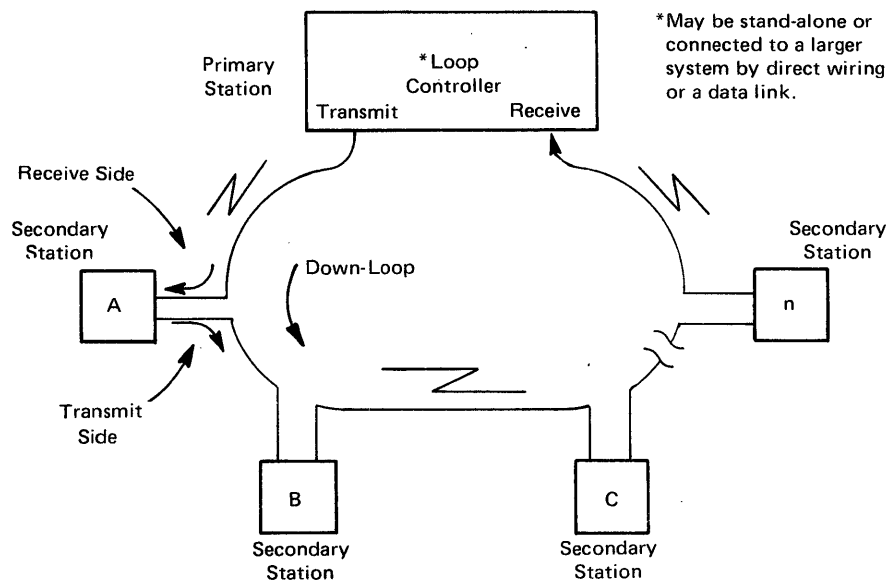 *May be stand-alone or
connected to a larger
system by direct wiring
or a data link.
Primary
Station
*Loop
Controller
Transmit
Receive
Receive Side
Secondary
Station
A
Down-Loop
Secondary
Station
n
Transmit
Side
B
Secondary
Station
C
Secondary
Station